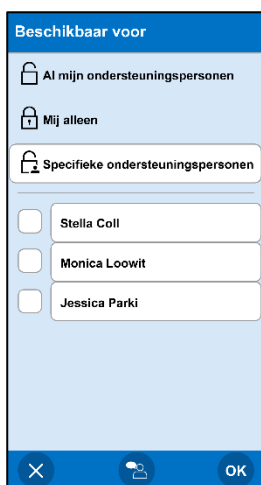 Beschikbaar voor
Al mijn ondersteuningspersonen
Mij alleen
Specifieke ondersteuningspersonen
Stella Coll
Monica Loowit
Jessica Parki
OK